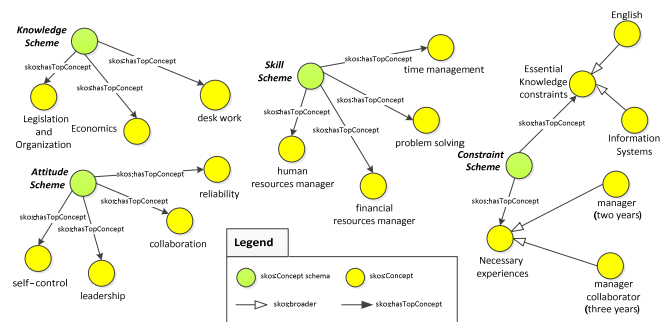 Knowledge
Scheme
skos:hasTopConcept
skos:hasTopConcept
skos:hasTopConcept
Legislation
and
Organization
Economics
desk work
Attitude
Scheme
skos:hasTopConcept
skos:hasTopConcept
skos:hasTopConcept
skos:hasTopConcept
reliability
collaboration
self-control
leadership
Skill
Scheme
skos:hasTopConcept
skos:hasTopConcept
skos:hasTopConcept
skos:hasTopConcept
time management
problem solving
human
resources manager
financial
resources manager
English
Essential
Knowledge
constraints
skos:hasTopConcept
Information
Systems
Constraint
Scheme
skos:hasTopConcept
manager
(two years)
Necessary
experiences
manager
collaborator
(three years)
Legend
skos:Concept schema
skos:Concept
skos:broader
skos:hasTopConcept